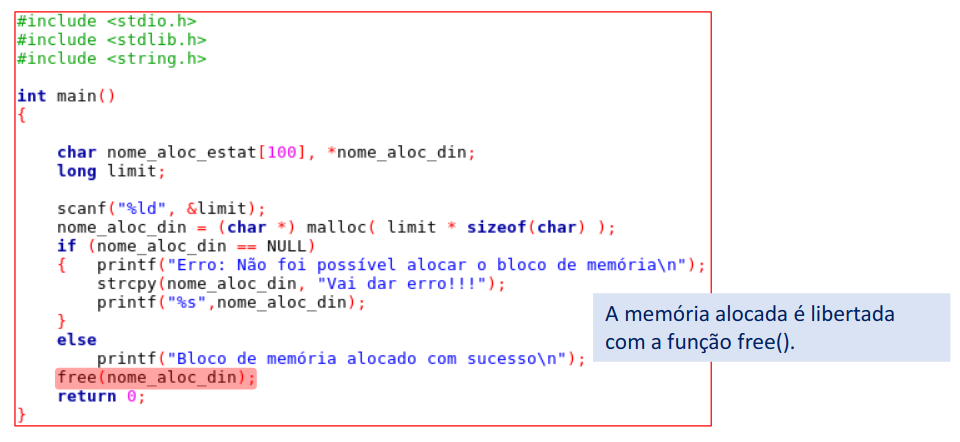 #include <stdio.h>
#include <stdlib.h>
#include <string.h>

int main()
{

    char nome_aloc_estat[100], *nome_aloc_din;
    long limit;

    scanf("%ld", &limit);
    nome_aloc_din = (char *) malloc( limit * sizeof(char) );
    if (nome_aloc_din == NULL)
    {   printf("Erro: Não foi possível alocar o bloco de memória\n");
        strcpy(nome_aloc_din, "Vai dar erro!!!");
        printf("%s",nome_aloc_din);
    }
    else
        printf("Bloco de memória alocado com sucesso\n");
    free(nome_aloc_din);
    return 0;
}
A memória alocada é libertada
com a função free().